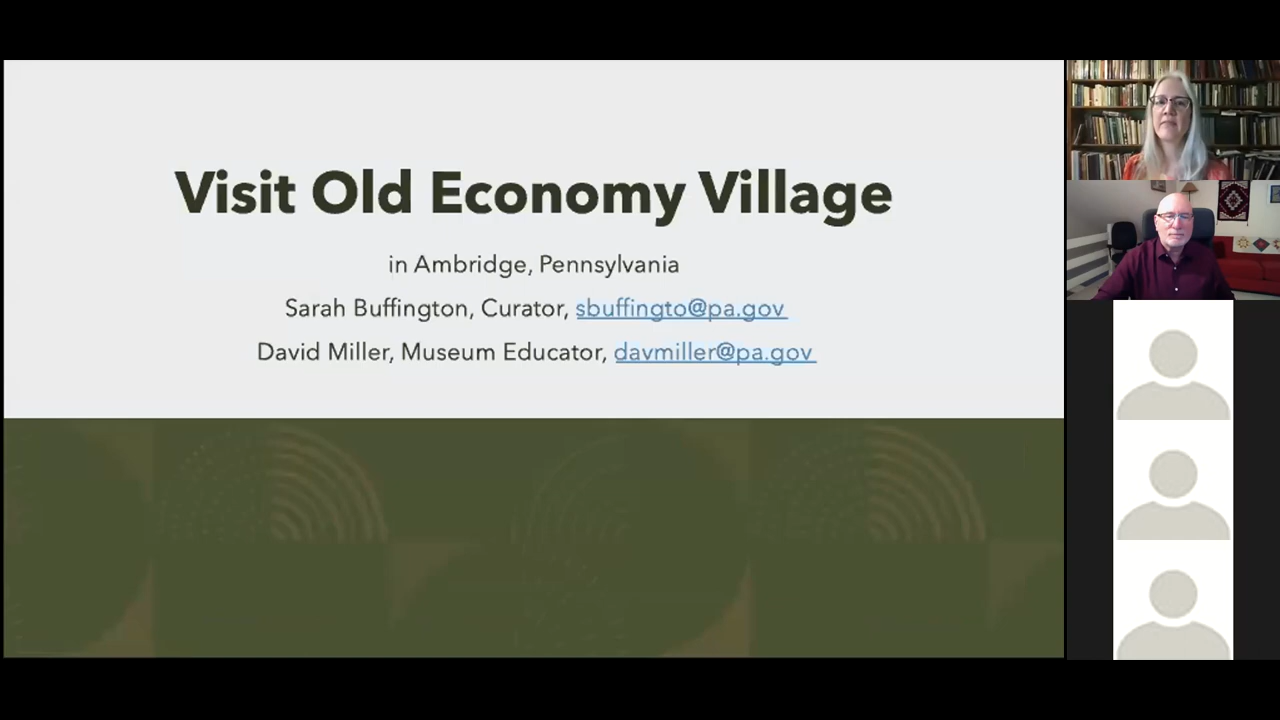 Visit Old Economy Village
in Ambridge, Pennsylvania
Sarah Buffington, Curator, sbuffingto@pa.gov
David Miller, Museum Educator, davmiller@pa.gov